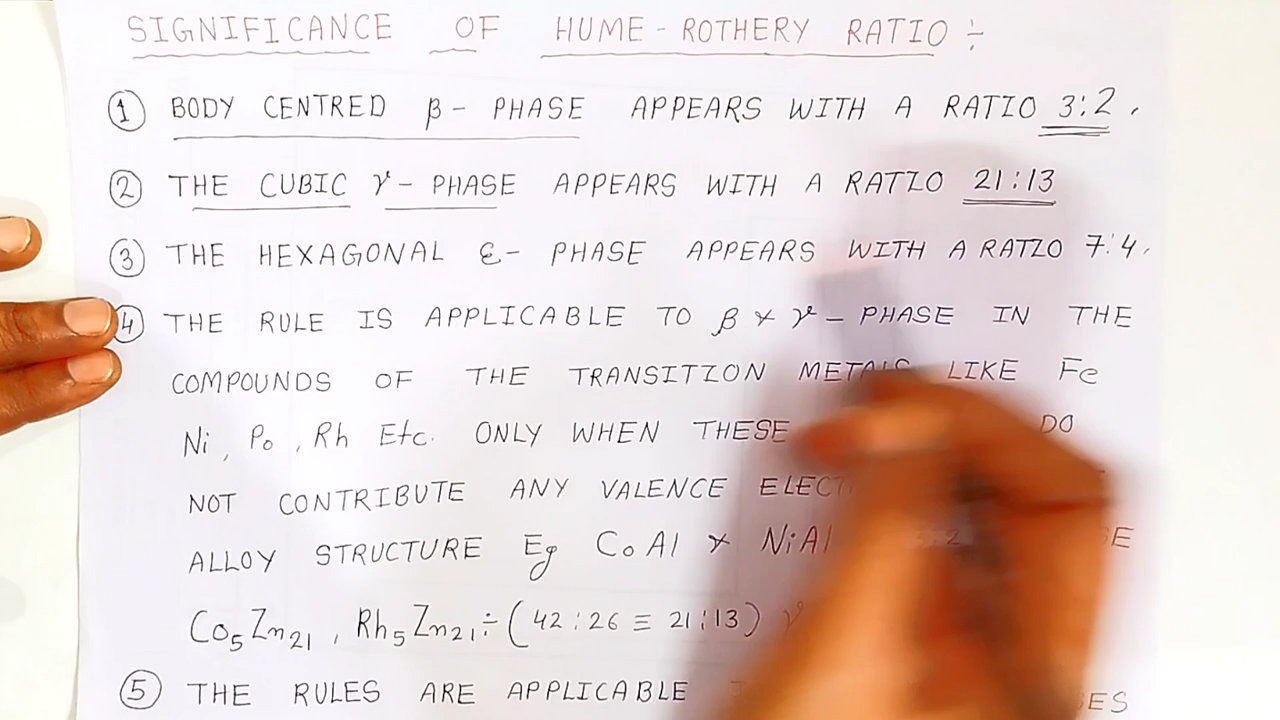 SIGNIFICANCE OF HUME-ROTHERY RATIO ÷
① BODY CENTRED β- PHASE APPEARS WITH A RATIO 3:2.
② THE CUBIC γ- PHASE APPEARS WITH A RATIO 21:13
③ THE HEXAGONAL ε- PHASE APPEARS WITH A RATIO 7:4.
④ THE RULE IS APPLICABLE TO β & γ- PHASE IN THE
COMPOUNDS OF THE TRANSITION METALS LIKE Fe
Ni, Po, Rh Etc. ONLY WHEN THESE DO
NOT CONTRIBUTE ANY VALENCE
ALLOY STRUCTURE Eg CoAl & NiAl
Co5Zn21, Rh5Zn21 ÷ (42:26 ≡ 21:13) γ
⑤ THE RULES ARE APPLICABLE